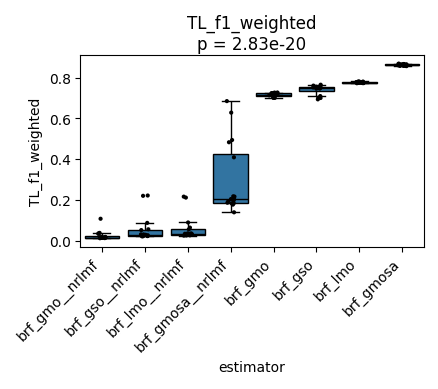 TL_f1_weighted
p = 2.83e-20
TL_f1_weighted
0.8
0.6
0.4
0.2
0.0
brf_gmo__nrlmf
brf_gso__nrlmf
brf_lmo__nrlmf
brf_gmosa__nrlmf
brf_gmo
brf_gso
brf_lmo
brf_gmosa
estimator